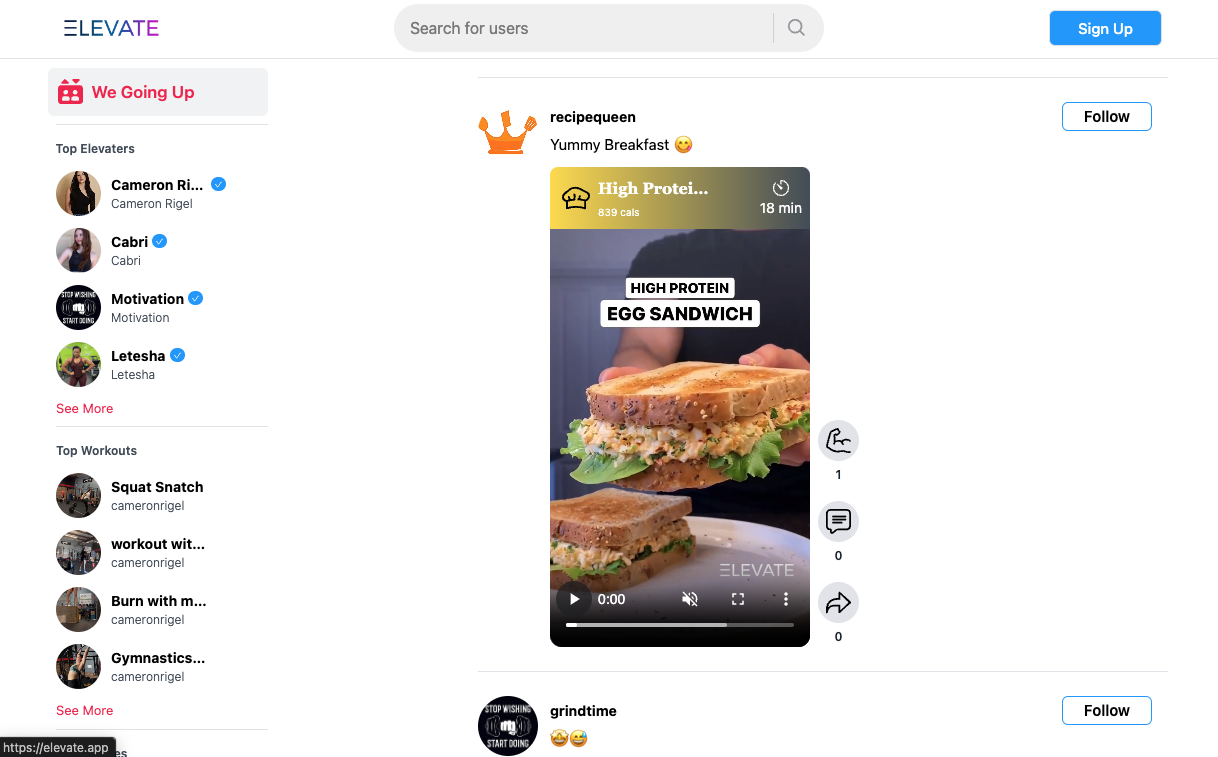 ELEVATE
Search for users
Sign Up
We Going Up
Top Elevaters
Cameron Ri...
Cameron Rigel
Cabri
Cabri
STOP WISHING
START DOING
Motivation
Motivation
Letesha
Letesha
See More
Top Workouts
Squat Snatch
cameronrigel
workout wit...
cameronrigel
Burn with m...
cameronrigel
Gymnastics...
cameronrigel
See More
https://elevate.app
es
recipequeen
Follow
Yummy Breakfast 😋
High Protei...
839 cals
18 min
HIGH PROTEIN
EGG SANDWICH
ELEVATE
0:00
1
0
0
STOP WISHING
START DOING
grindtime
Follow
🤩😅